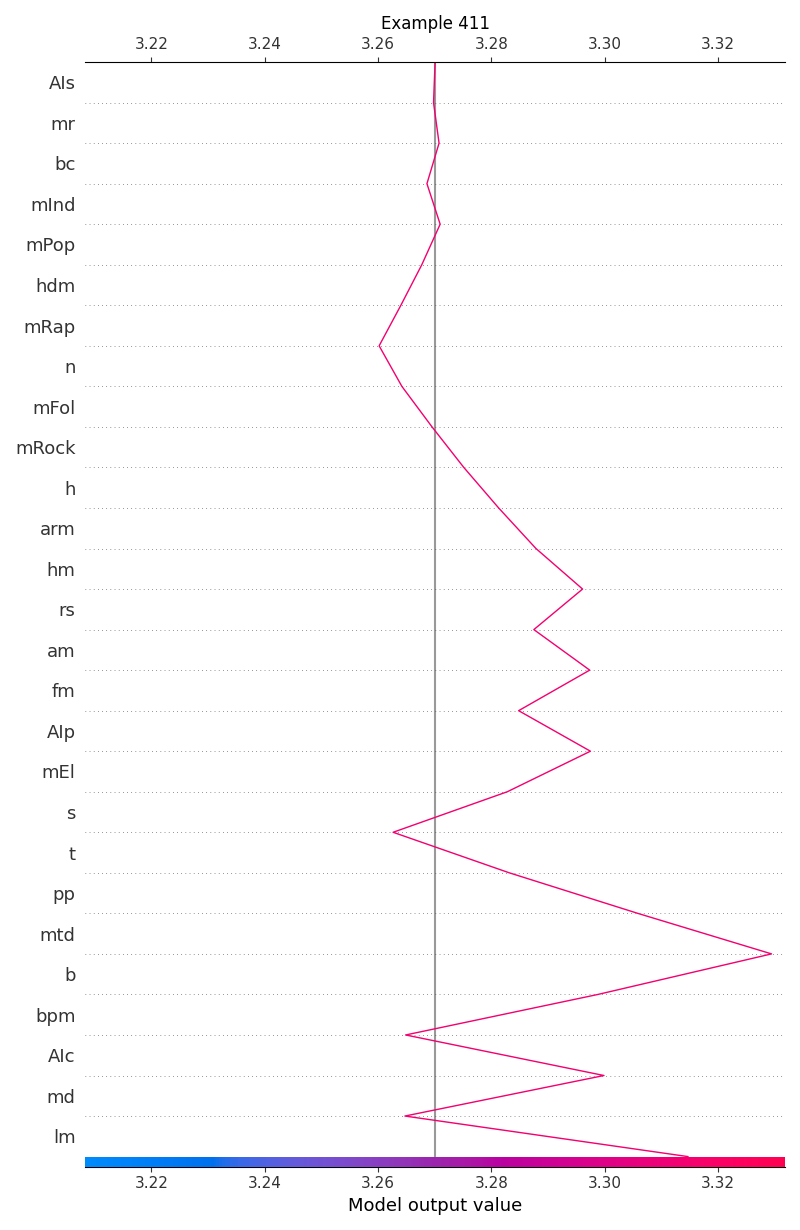 Example 411
3.22 3.24 3.26 3.28 3.30 3.32
AIs
mr
bc
mInd
mPop
hdm
mRap
n
mFol
mRock
h
arm
hm
rs
am
fm
AIp
mEl
s
t
pp
mtd
b
bpm
AIc
md
lm
3.22 3.24 3.26 3.28 3.30 3.32
Model output value